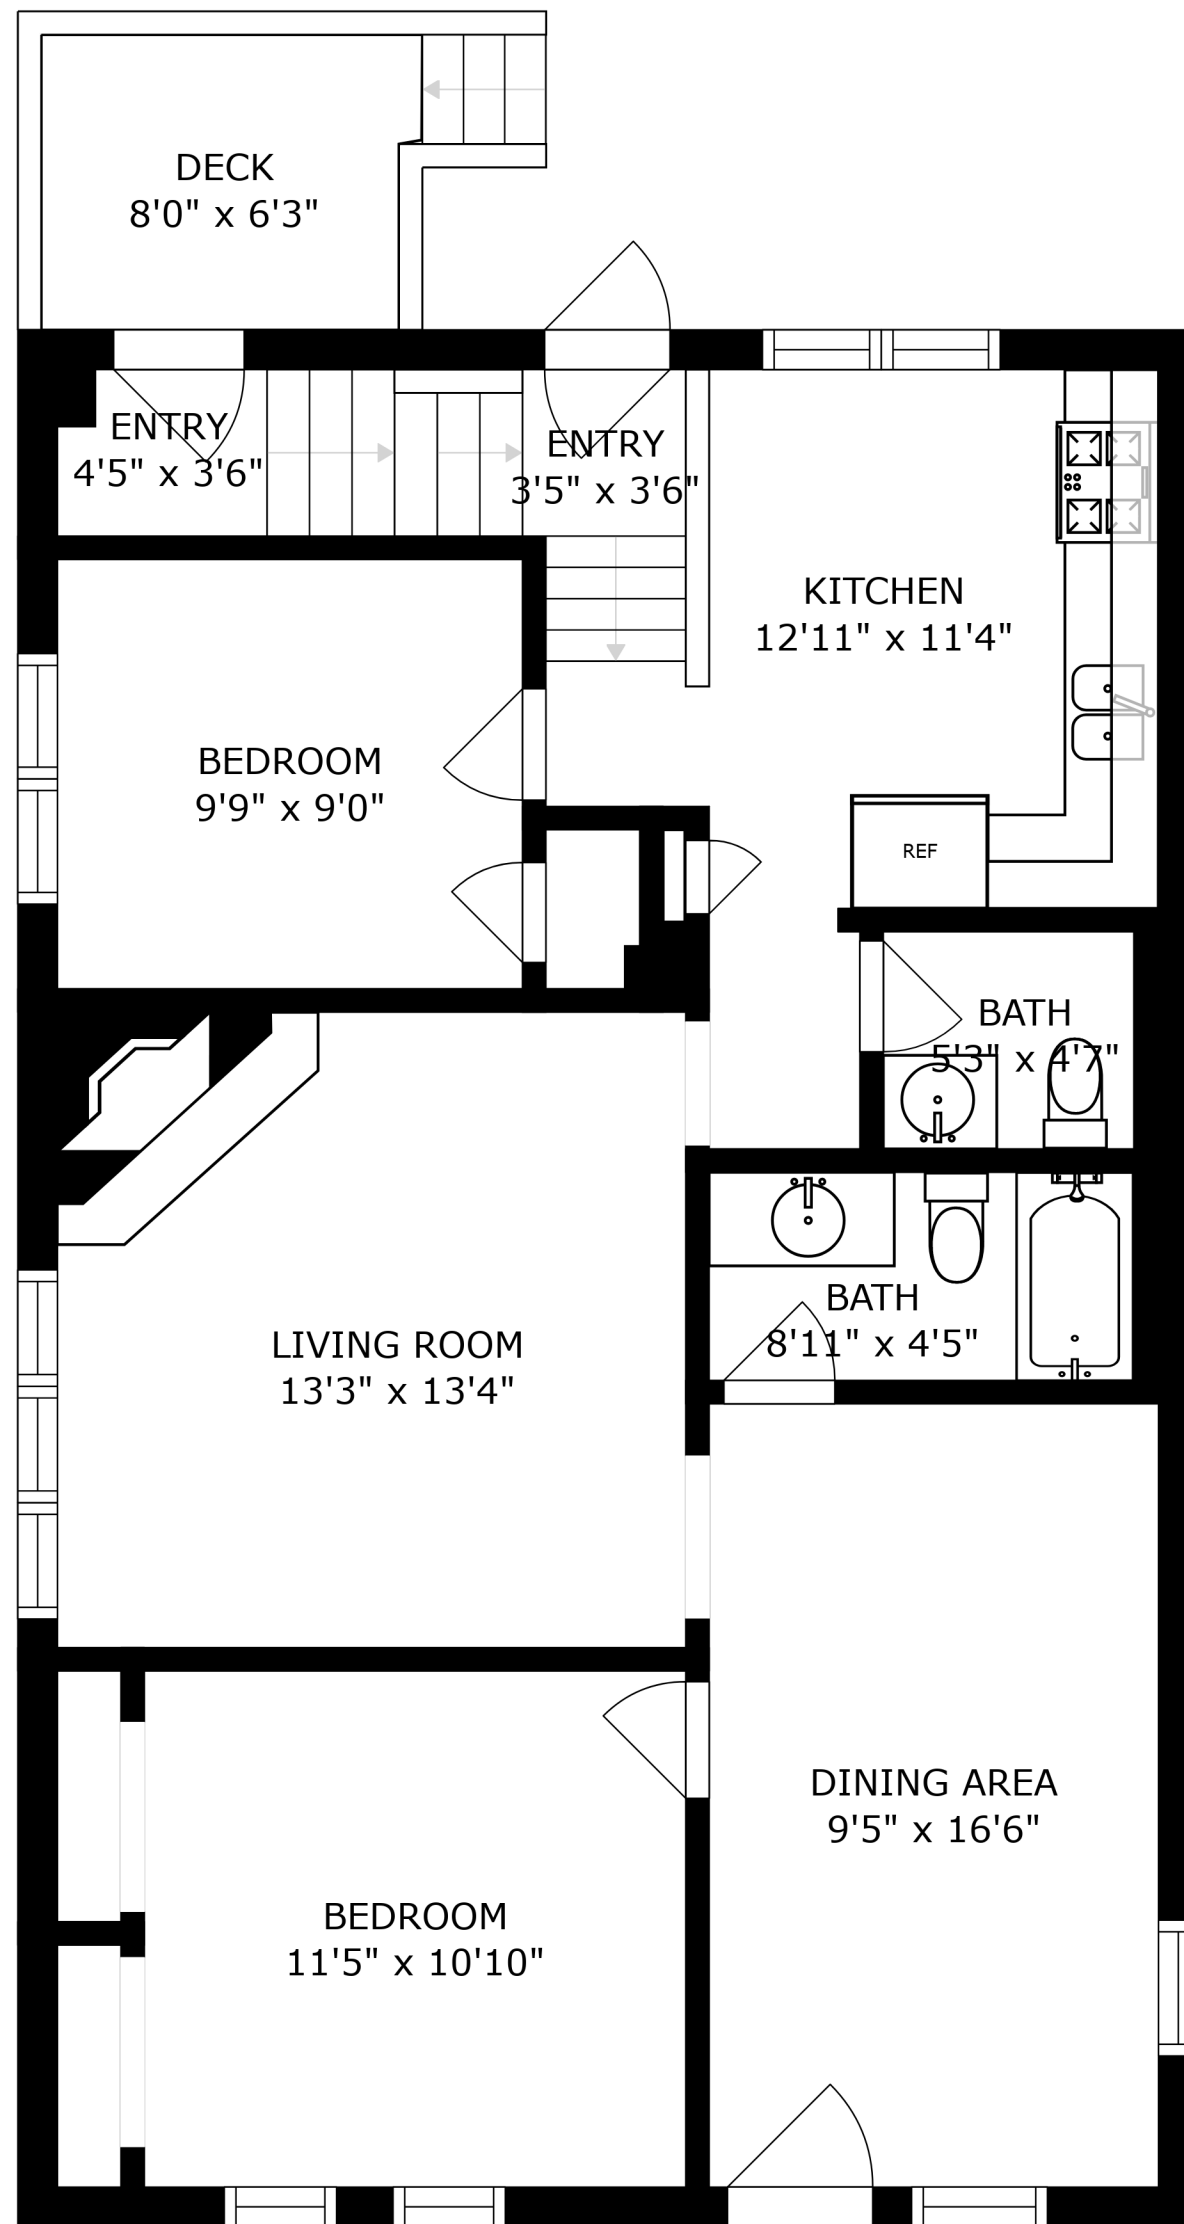 DECK
8'0" x 6'3"
ENTRY
4'5" x 3'6"
ENTRY
3'5" x 3'6"
KITCHEN
12'11" x 11'4"
BEDROOM
9'9" x 9'0"
REF
BATH
5'3" x 4'7"
BATH
8'11" x 4'5"
LIVING ROOM
13'3" x 13'4"
DINING AREA
9'5" x 16'6"
BEDROOM
11'5" x 10'10"